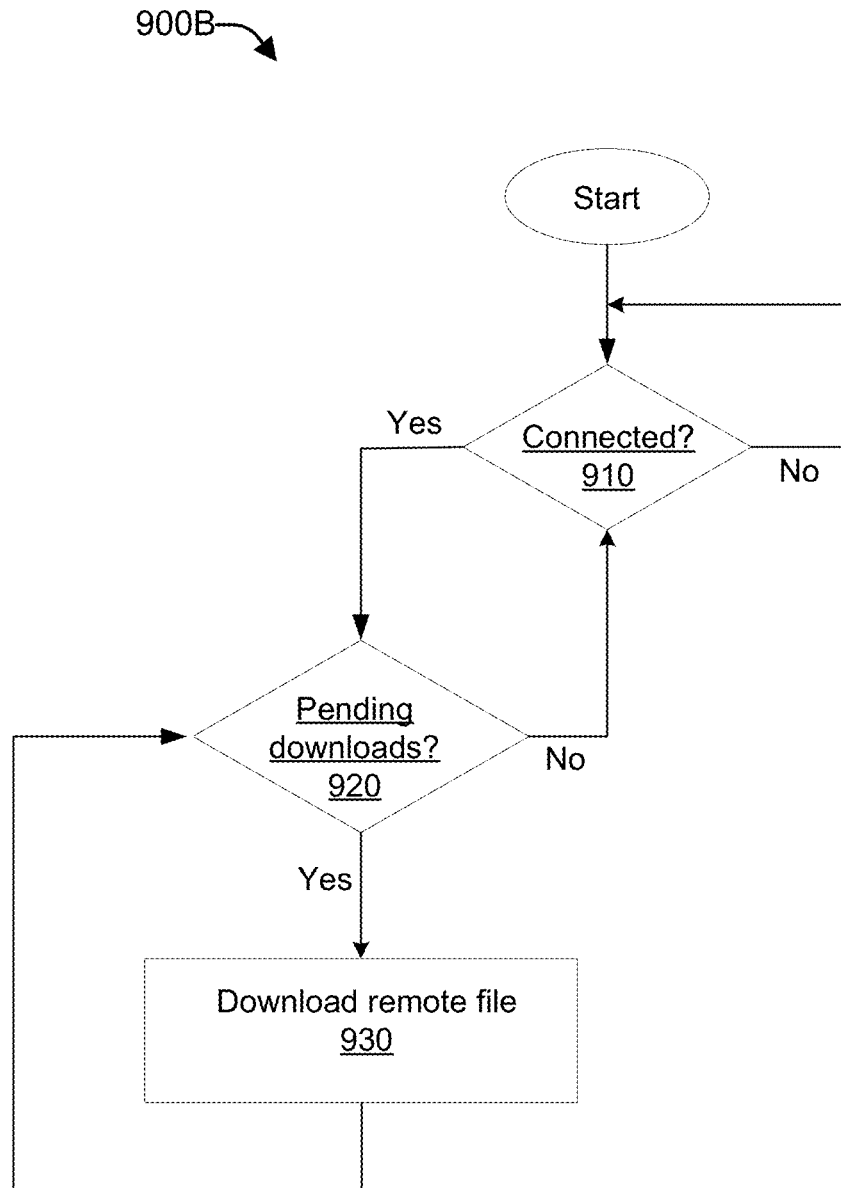 900B
Start
Yes
Connected?
910
No
Pending
downloads?
920
No
Yes
Download remote file
930